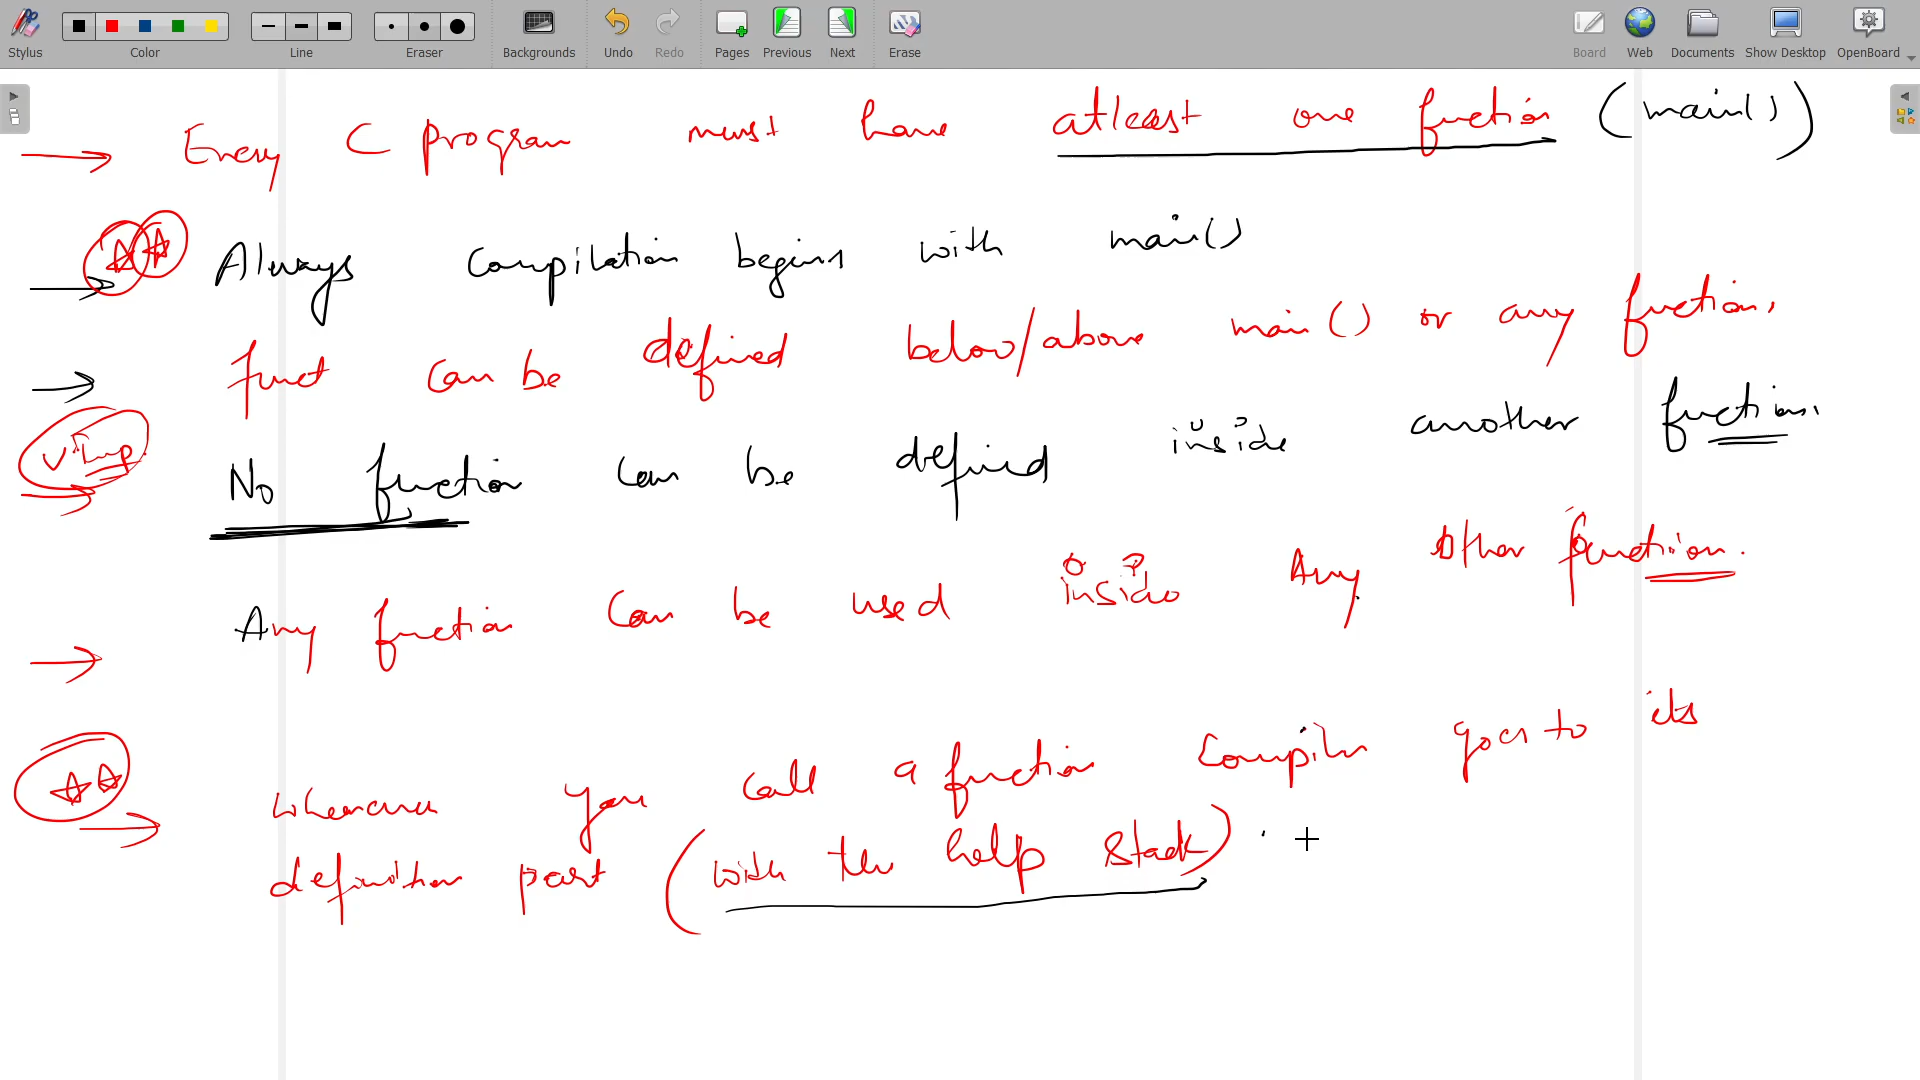 Stylus Color Line Eraser Backgrounds Undo Redo Pages Previous Next Erase Board Web Documents Show Desktop OpenBoard
Every C program must have atleast one function (main())
Always compilation begins with main()
funct can be defined below/above main() or any function.
V Imp.
No function can be defined inside another function.
Any function can be used inside Any other function.
whenever you call a function compiler goes to its
definition part (with the help stack).